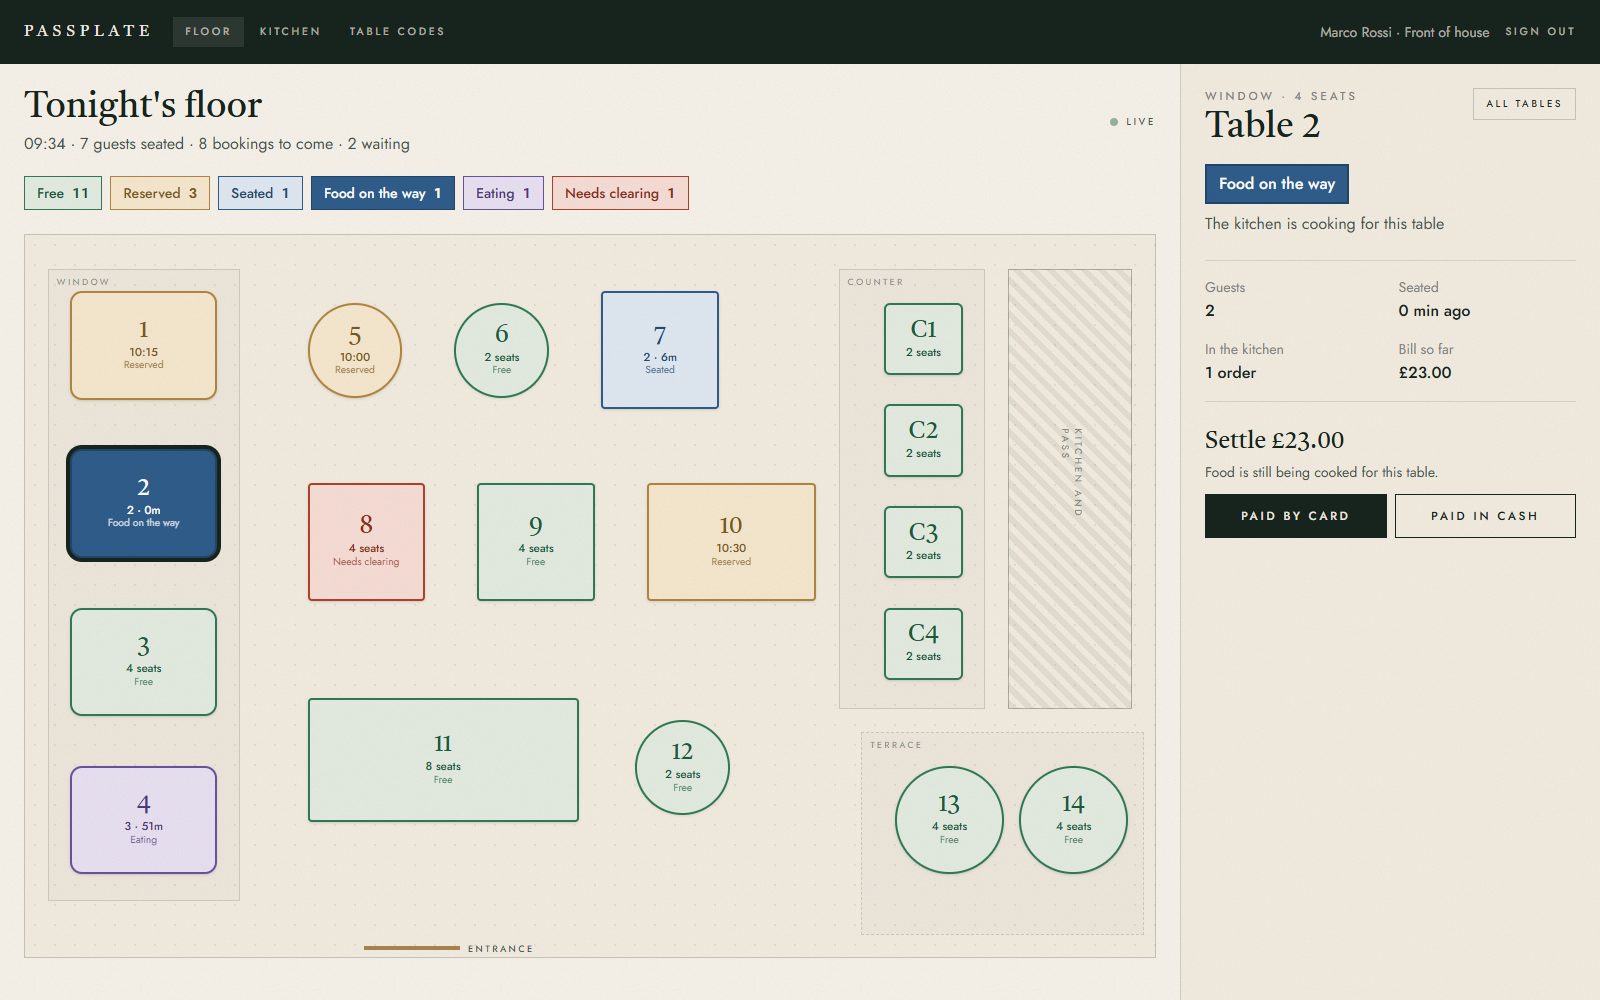 PASSPLATE
FLOOR
KITCHEN
TABLE CODES
Marco Rossi · Front of house
SIGN OUT
Tonight's floor
09:34 · 7 guests seated · 8 bookings to come · 2 waiting
LIVE
Free 11
Reserved 3
Seated 1
Food on the way 1
Eating 1
Needs clearing 1
WINDOW
1
10:15
Reserved
2
2 · 0m
Food on the way
3
4 seats
Free
4
3 · 51m
Eating
5
10:00
Reserved
6
2 seats
Free
7
2 · 6m
Seated
8
4 seats
Needs clearing
9
4 seats
Free
10
10:30
Reserved
11
8 seats
Free
12
2 seats
Free
COUNTER
C1
2 seats
C2
2 seats
C3
2 seats
C4
2 seats
KITCHEN AND
PASS
TERRACE
13
4 seats
Free
14
4 seats
Free
ENTRANCE
WINDOW · 4 SEATS
Table 2
ALL TABLES
Food on the way
The kitchen is cooking for this table
Guests
2
Seated
0 min ago
In the kitchen
1 order
Bill so far
£23.00
Settle £23.00
Food is still being cooked for this table.
PAID BY CARD
PAID IN CASH